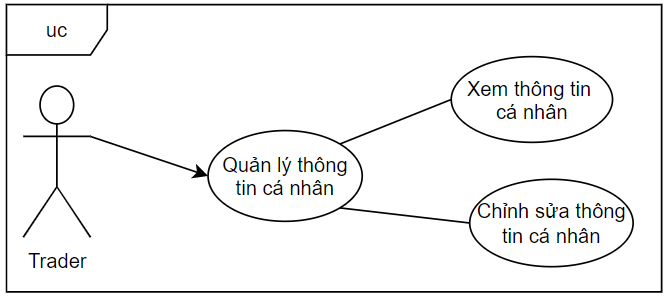 uc
Xem thông tin
cá nhân
Quản lý thông
tin cá nhân
Chỉnh sửa thông
tin cá nhân
Trader